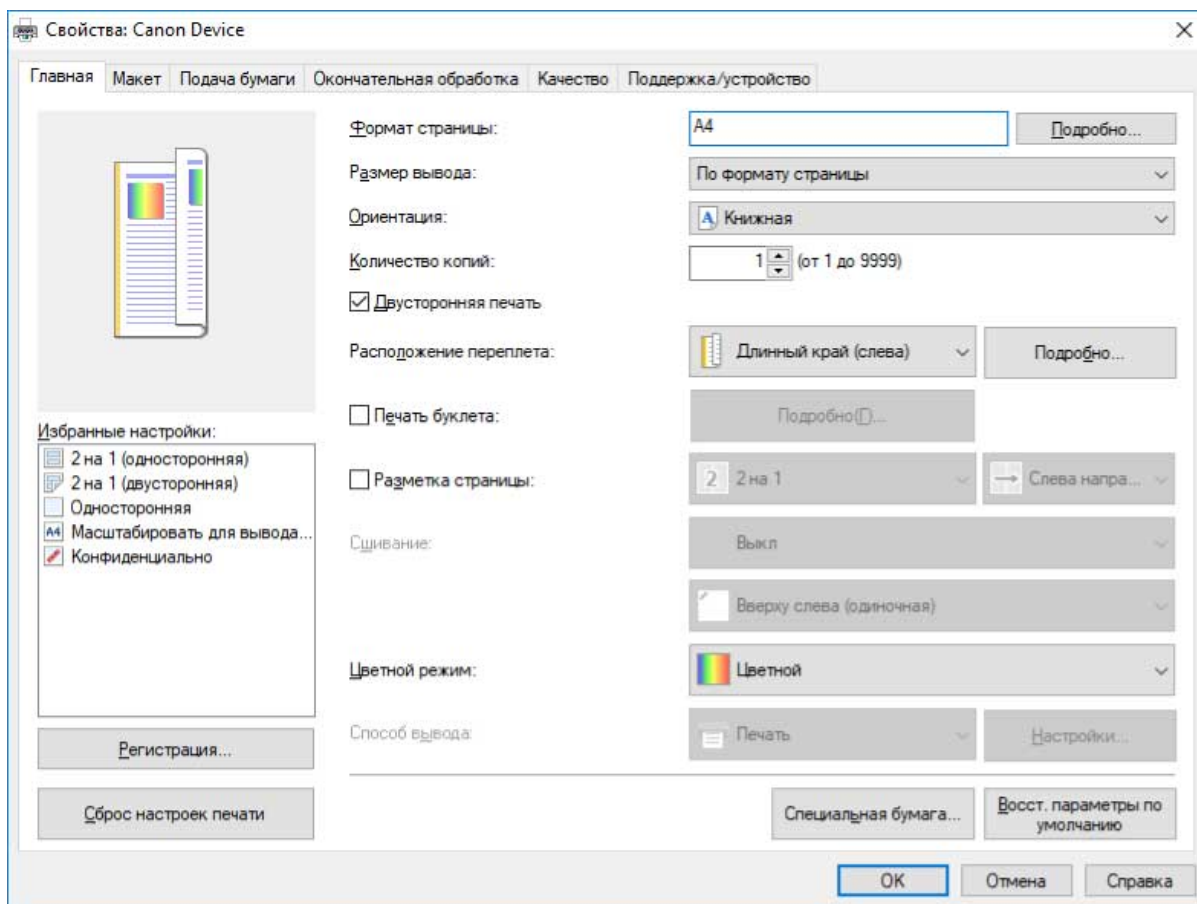 Свойства: Canon Device
Главная Макет Подача бумаги Окончательная обработка Качество Поддержка/устройство
Формат страницы: A4 Подробно...
Размер вывода: По формату страницы
Ориентация: A Книжная
Количество копий: 1 (от 1 до 9999)
Двусторонняя печать
Расположение переплета: Длинный край (слева) Подробно...
Печать буклета: Подробно(Г)...
Разметка страницы: 2 2 на 1 Слева напра...
Сшивание: Выкл
Вверху слева (одиночная)
Цветной режим: Цветной
Способ вывода: Печать Настройки...
Избранные настройки:
2 на 1 (односторонняя)
2 на 1 (двусторонняя)
Односторонняя
A4 Масштабировать для вывода...
Конфиденциально
Регистрация...
Сброс настроек печати
Специальная бумага...
Восст. параметры по
умолчанию
OK Отмена Справка